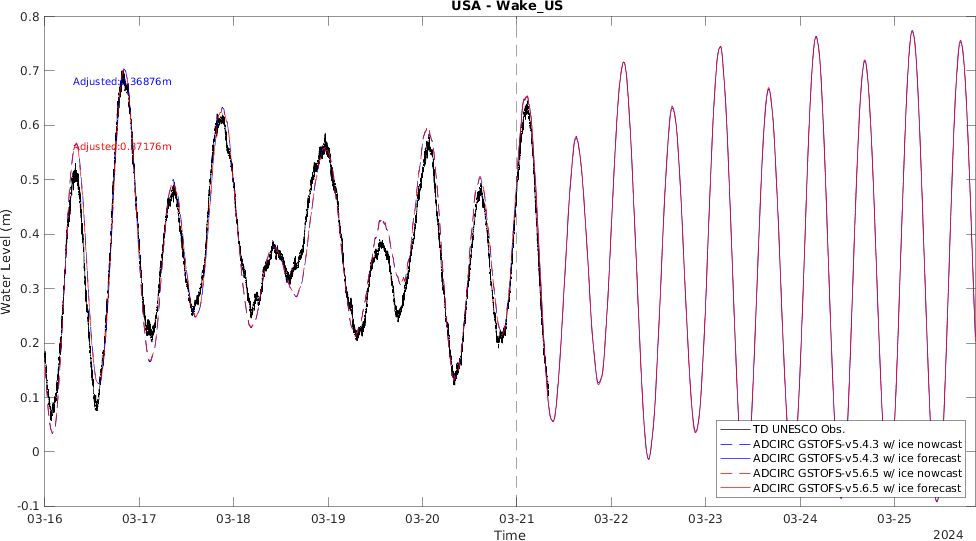 USA - Wake_US
0.8
0.7
0.6
0.5
0.4
0.3
0.2
0.1
0
-0.1
Water Level (m)
Adjusted:0.36876m
Adjusted:0.37176m
TD UNESCO Obs.
ADCIRC GSTOFS-v5.4.3 w/ ice nowcast
ADCIRC GSTOFS-v5.4.3 w/ ice forecast
ADCIRC GSTOFS-v5.6.5 w/ ice nowcast
ADCIRC GSTOFS-v5.6.5 w/ ice forecast
03-16 03-17 03-18 03-19 03-20 03-21 03-22 03-23 03-24 03-25
Time
2024